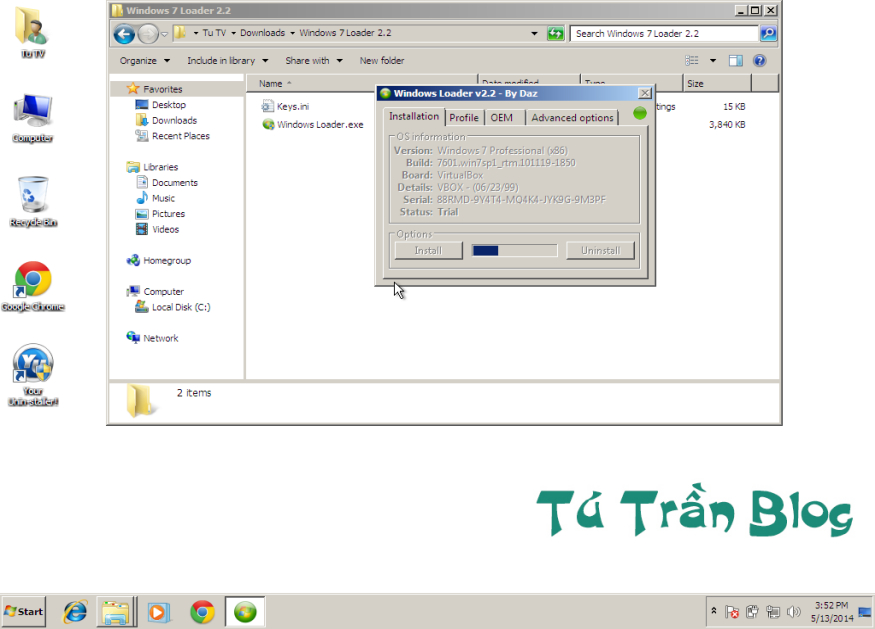 Windows 7 Loader 2.2
Tu TV
Tu TV Downloads Windows 7 Loader 2.2
Search Windows 7 Loader 2.2
Organize Include in library Share with New folder
Favorites
Desktop
Downloads
Recent Places
Libraries
Documents
Music
Pictures
Videos
Homegroup
Computer
Local Disk (C:)
Network
Name Date modified Type Size
Keys.ini tings 15 KB
Windows Loader.exe 3,840 KB
Windows Loader v2.2 - By Daz
Installation Profile OEM Advanced options
OS information
Version: Windows 7 Professional (x86)
Build: 7601.win7sp1_rtm.101119-1850
Board: VirtualBox
Details: VBOX - (06/23/99)
Serial: 88RMD-9Y4T4-MQ4K4-JYK9G-9M3PF
Status: Trial
Options
Install Uninstall
2 items
Computer
Recycle Bin
Google Chrome
Your
Unin-staller!
Tú Trần Blog
Start
3:52 PM
5/13/2014